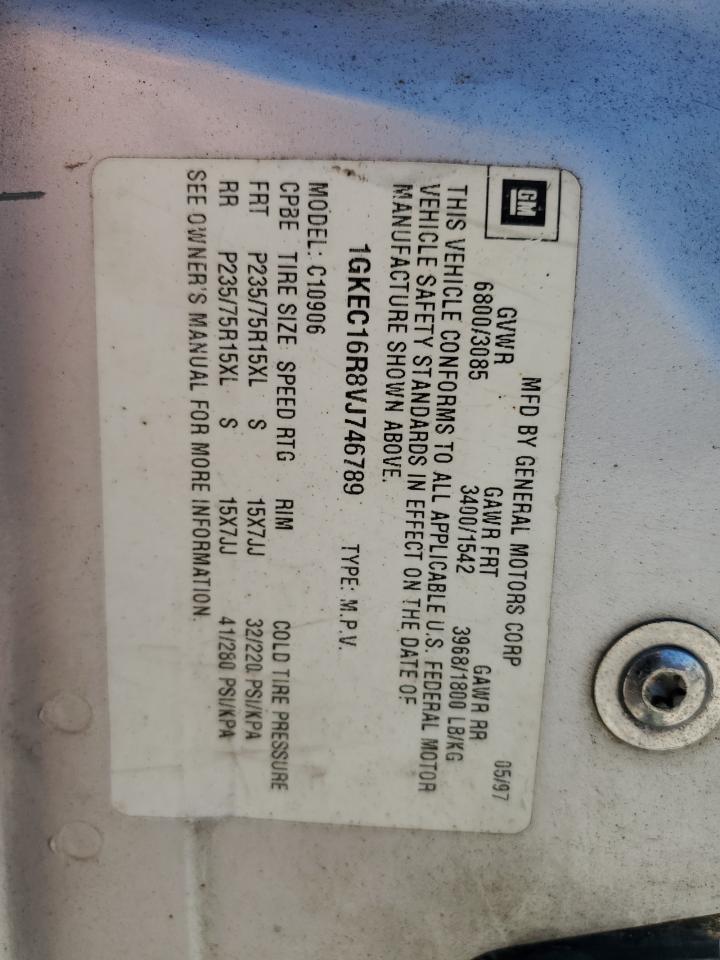 GM
MFD BY GENERAL MOTORS CORP 05/97
GVWR GAWR FRT GAWR RR
6800/3085 3400/1542 3968/1800 LB/KG
THIS VEHICLE CONFORMS TO ALL APPLICABLE U.S. FEDERAL MOTOR
VEHICLE SAFETY STANDARDS IN EFFECT ON THE DATE OF
MANUFACTURE SHOWN ABOVE.
1GKEC16R8VJ746789 TYPE: M.P.V.
MODEL: C10906
CPBE TIRE SIZE SPEED RTG RIM COLD TIRE PRESSURE
FRT P235/75R15XL S 15X7JJ 32/220 PSI/KPA
RR P235/75R15XL S 15X7JJ 41/280 PSI/KPA
SEE OWNER'S MANUAL FOR MORE INFORMATION.